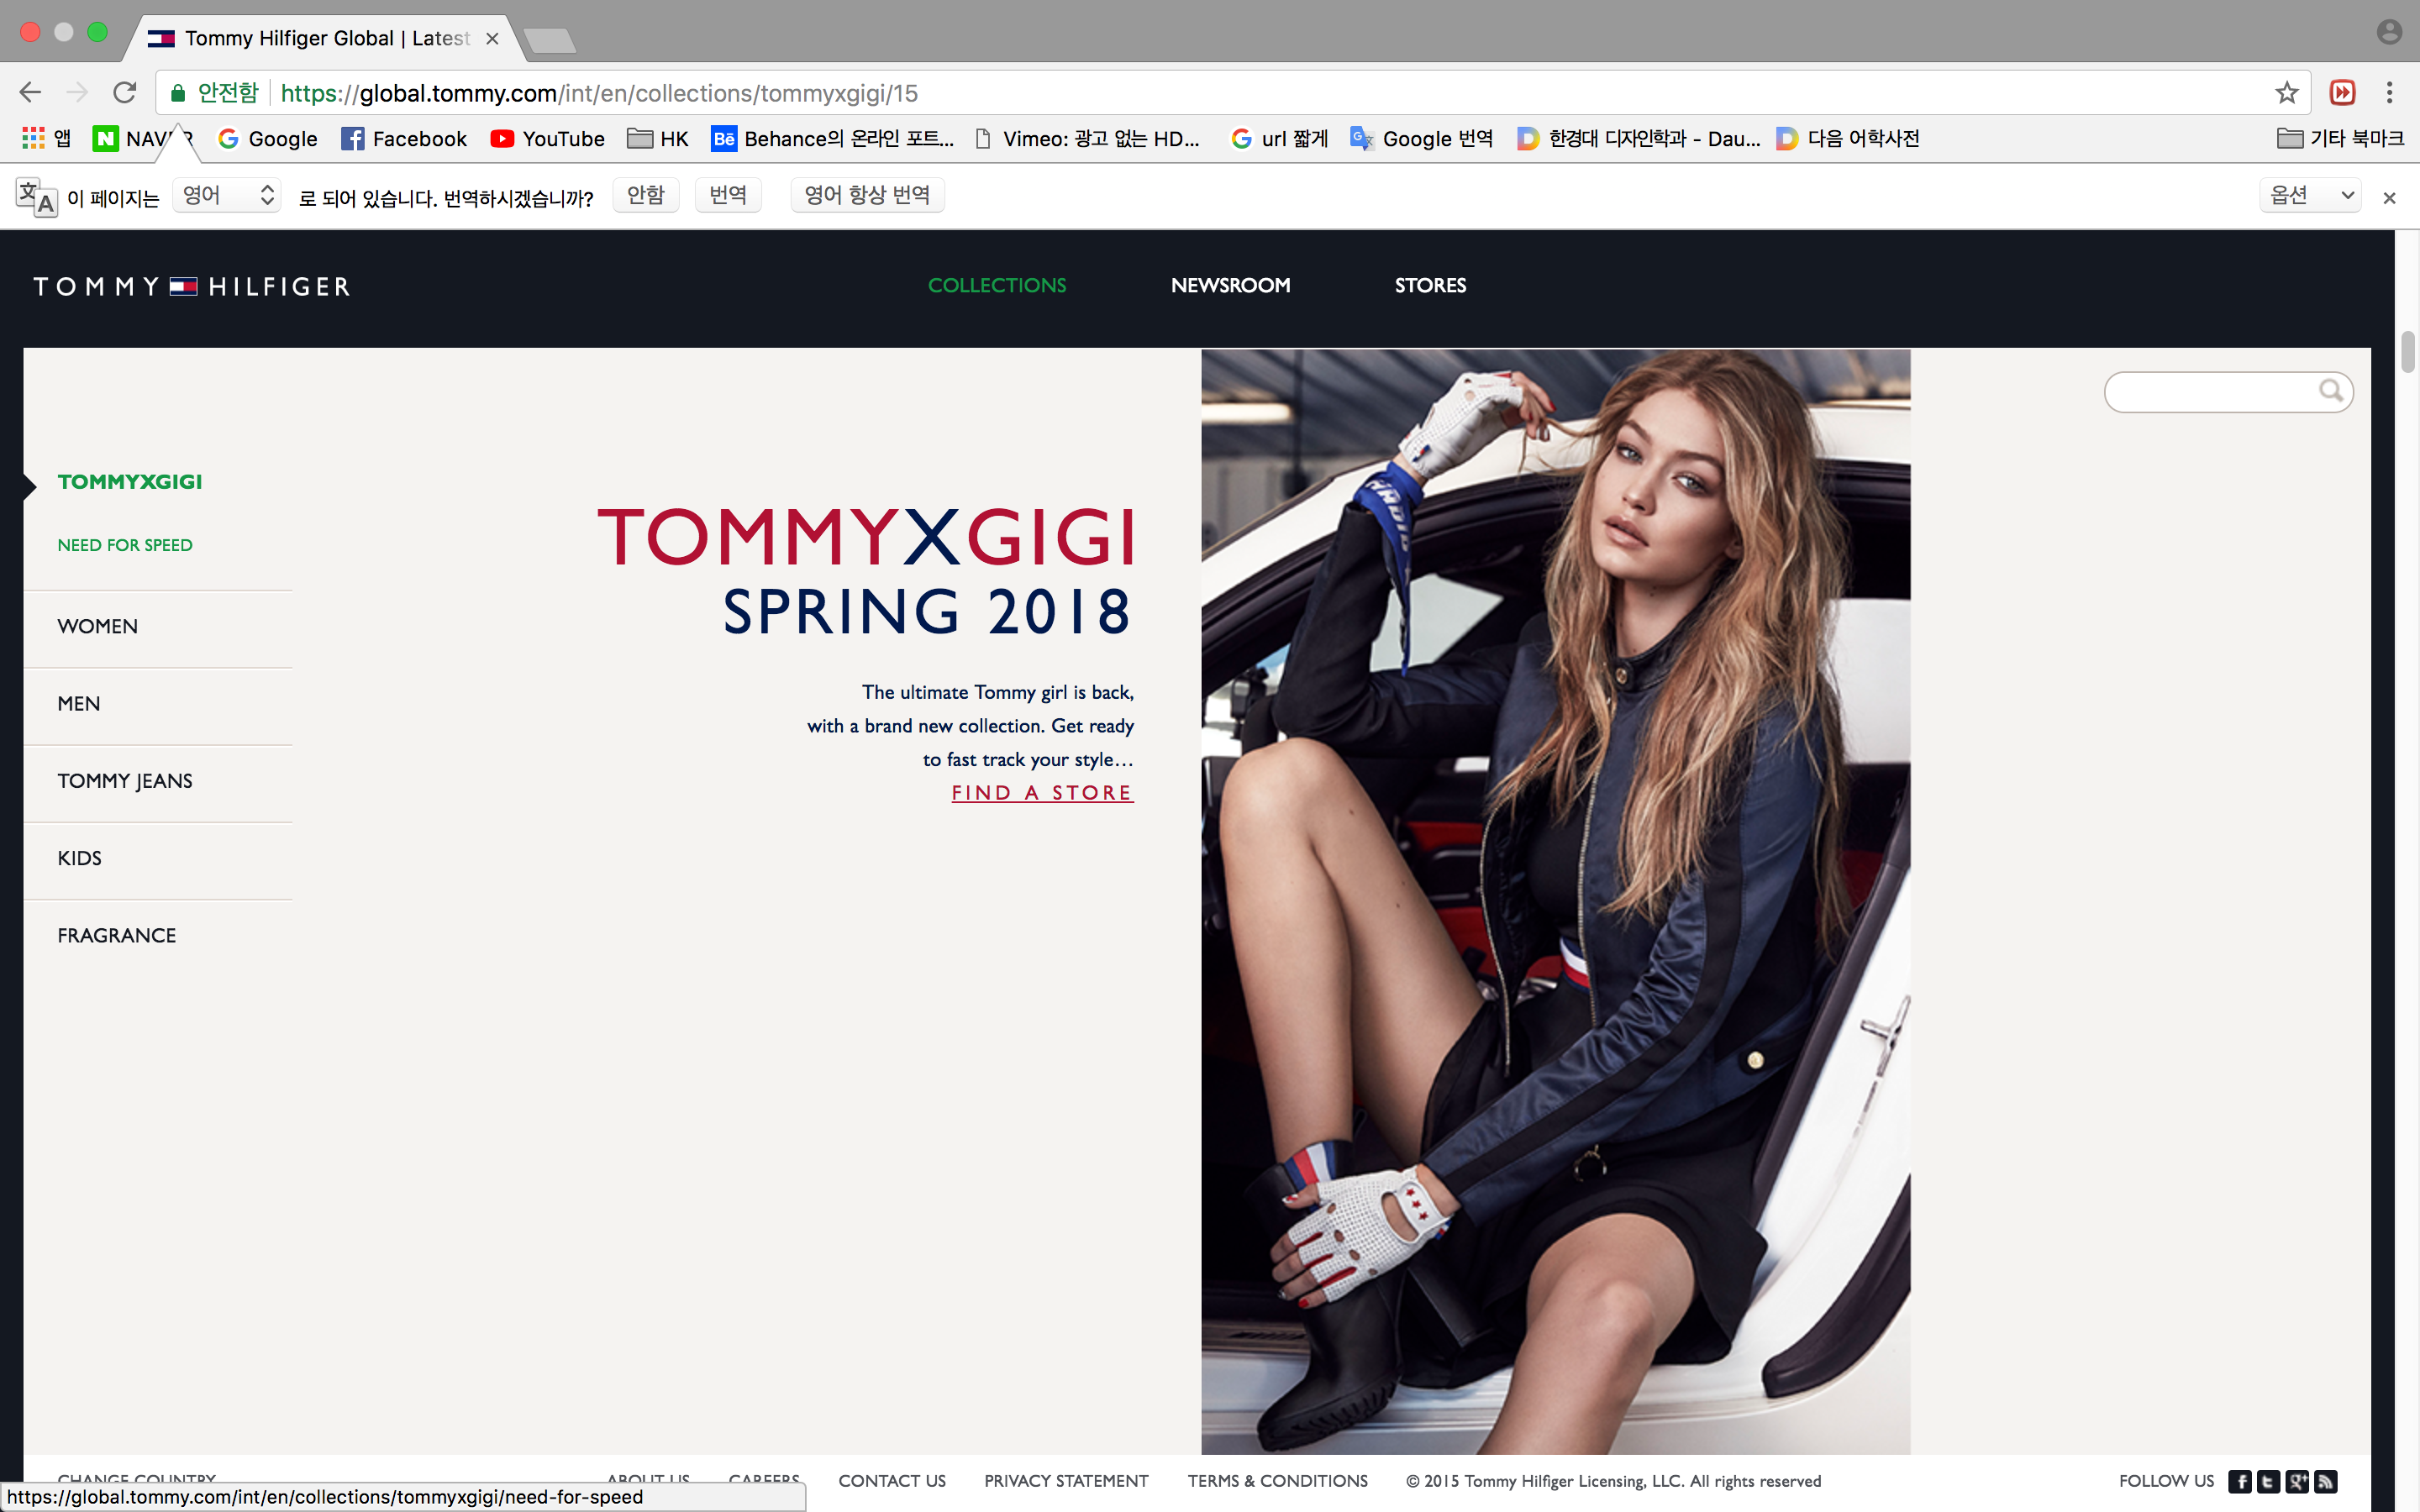 Tommy Hilfiger Global | Latest
안전함 https://global.tommy.com/int/en/collections/tommyxgigi/15
앱 NAVER Google Facebook YouTube HK Behance의 온라인 포트... Vimeo: 광고 없는 HD... url 짧게 Google 번역 한경대 디자인학과 - Dau... 다음 어학사전 기타 북마크
이 페이지는 영어 로 되어 있습니다. 번역하시겠습니까? 안함 번역 영어 항상 번역 옵션
TOMMY HILFIGER
COLLECTIONS NEWSROOM STORES
TOMMYXGIGI
NEED FOR SPEED
WOMEN
MEN
TOMMY JEANS
KIDS
FRAGRANCE
TOMMYXGIGI
SPRING 2018
The ultimate Tommy girl is back,
with a brand new collection. Get ready
to fast track your style...
FIND A STORE
HADID
CHANGE COUNTRY ABOUT US CAREERS CONTACT US PRIVACY STATEMENT TERMS & CONDITIONS © 2015 Tommy Hilfiger Licensing, LLC. All rights reserved FOLLOW US
https://global.tommy.com/int/en/collections/tommyxgigi/need-for-speed